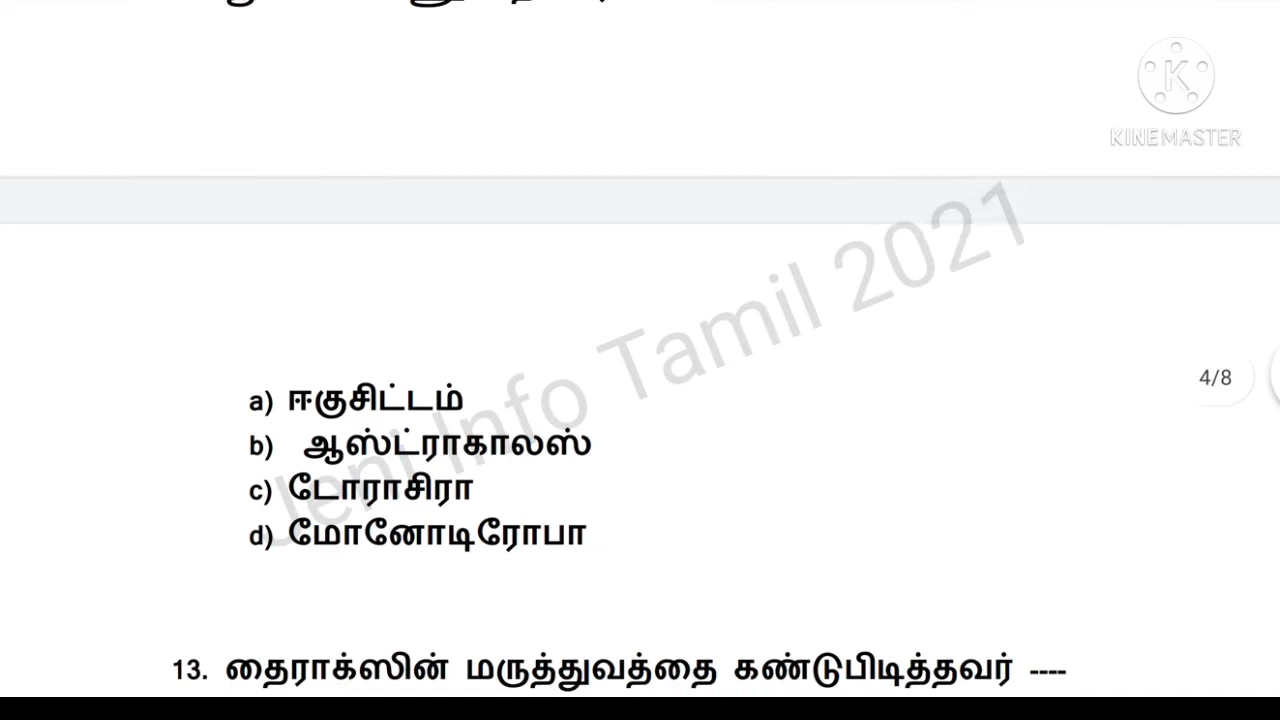 KINEMASTER
Jeni Info Tamil 2021
4/8
a) ஈகுசிட்டம்
b) ஆஸ்ட்ராகாலஸ்
c) டோராசிரா
d) மோனோடிரோபா
13. தைராக்ஸின் மருத்துவத்தை கண்டுபிடித்தவர் ----